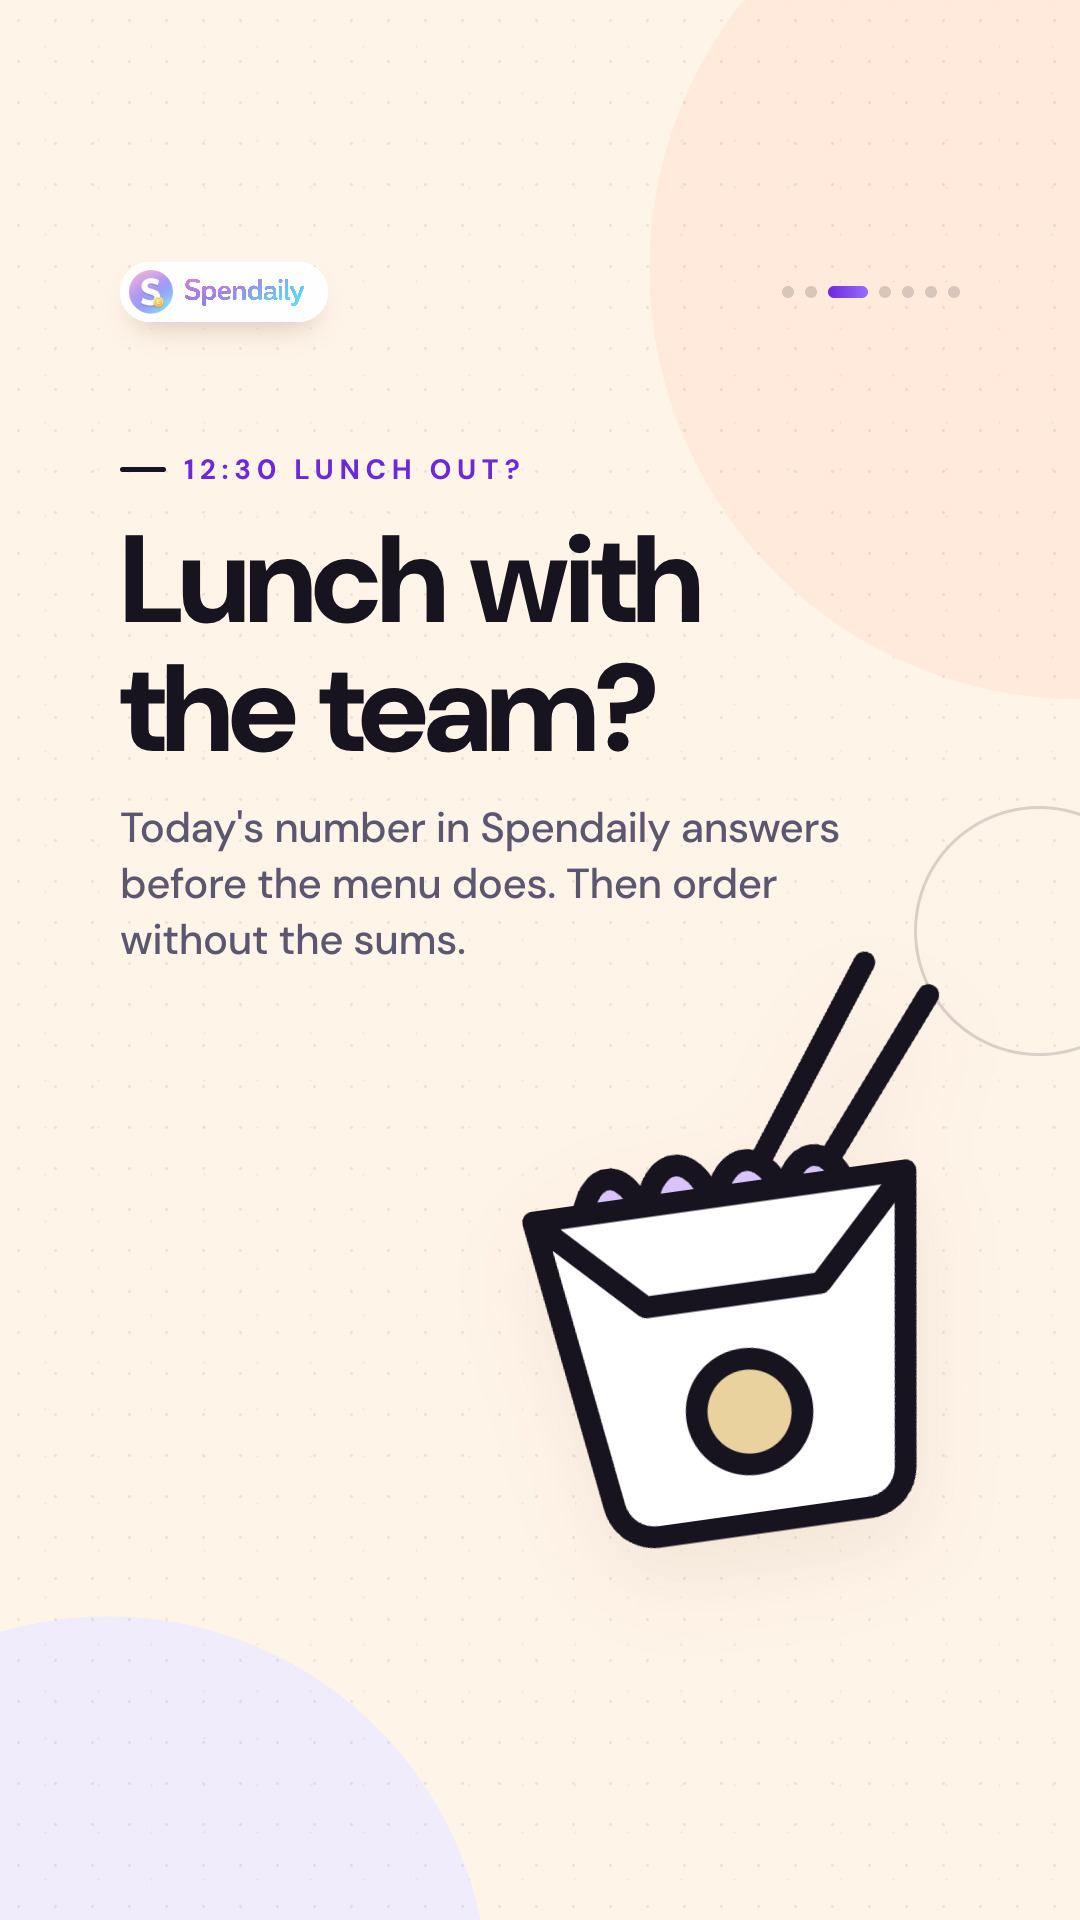 Spendaily
12:30 LUNCH OUT?
Lunch with
the team?
Today's number in Spendaily answers
before the menu does. Then order
without the sums.